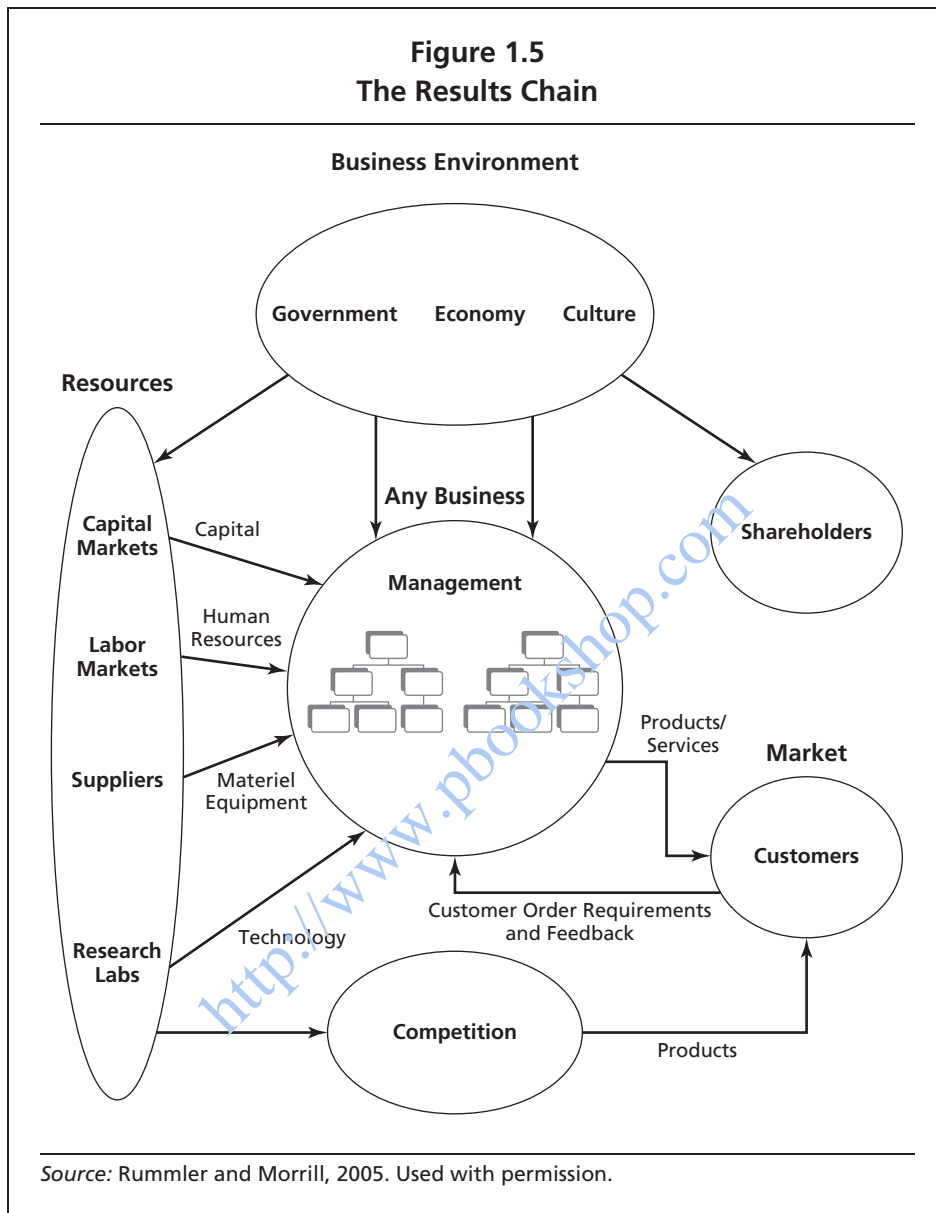 Figure 1.5
The Results Chain
Business Environment
Government Economy Culture
Resources
Any Business
Capital
Markets
Capital
Management
Shareholders
Human
Resources
Labor
Markets
Products/
Services
Market
Suppliers
Materiel
Equipment
Customers
Customer Order Requirements
and Feedback
Research
Labs
Technology
Competition
Products
Source: Rummler and Morrill, 2005. Used with permission.
http://www.pbookshop.com